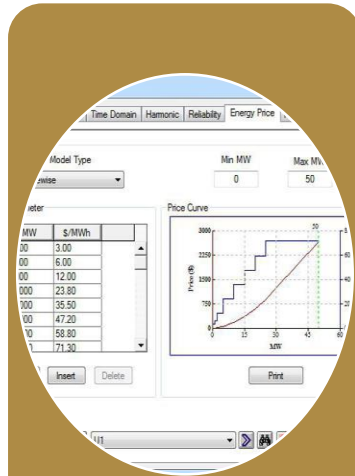 Time Domain Harmonic Reliability Energy Price
Model Type
Min MW Max MW
0 50
Price Curve
MW $/MWh
3.00
6.00
12.00
23.80
35.50
47.20
58.80
71.30
50
3000
2250
1500
750
0
Price ($)
0 15 30 45 60
MW
Insert Delete
Print
U1